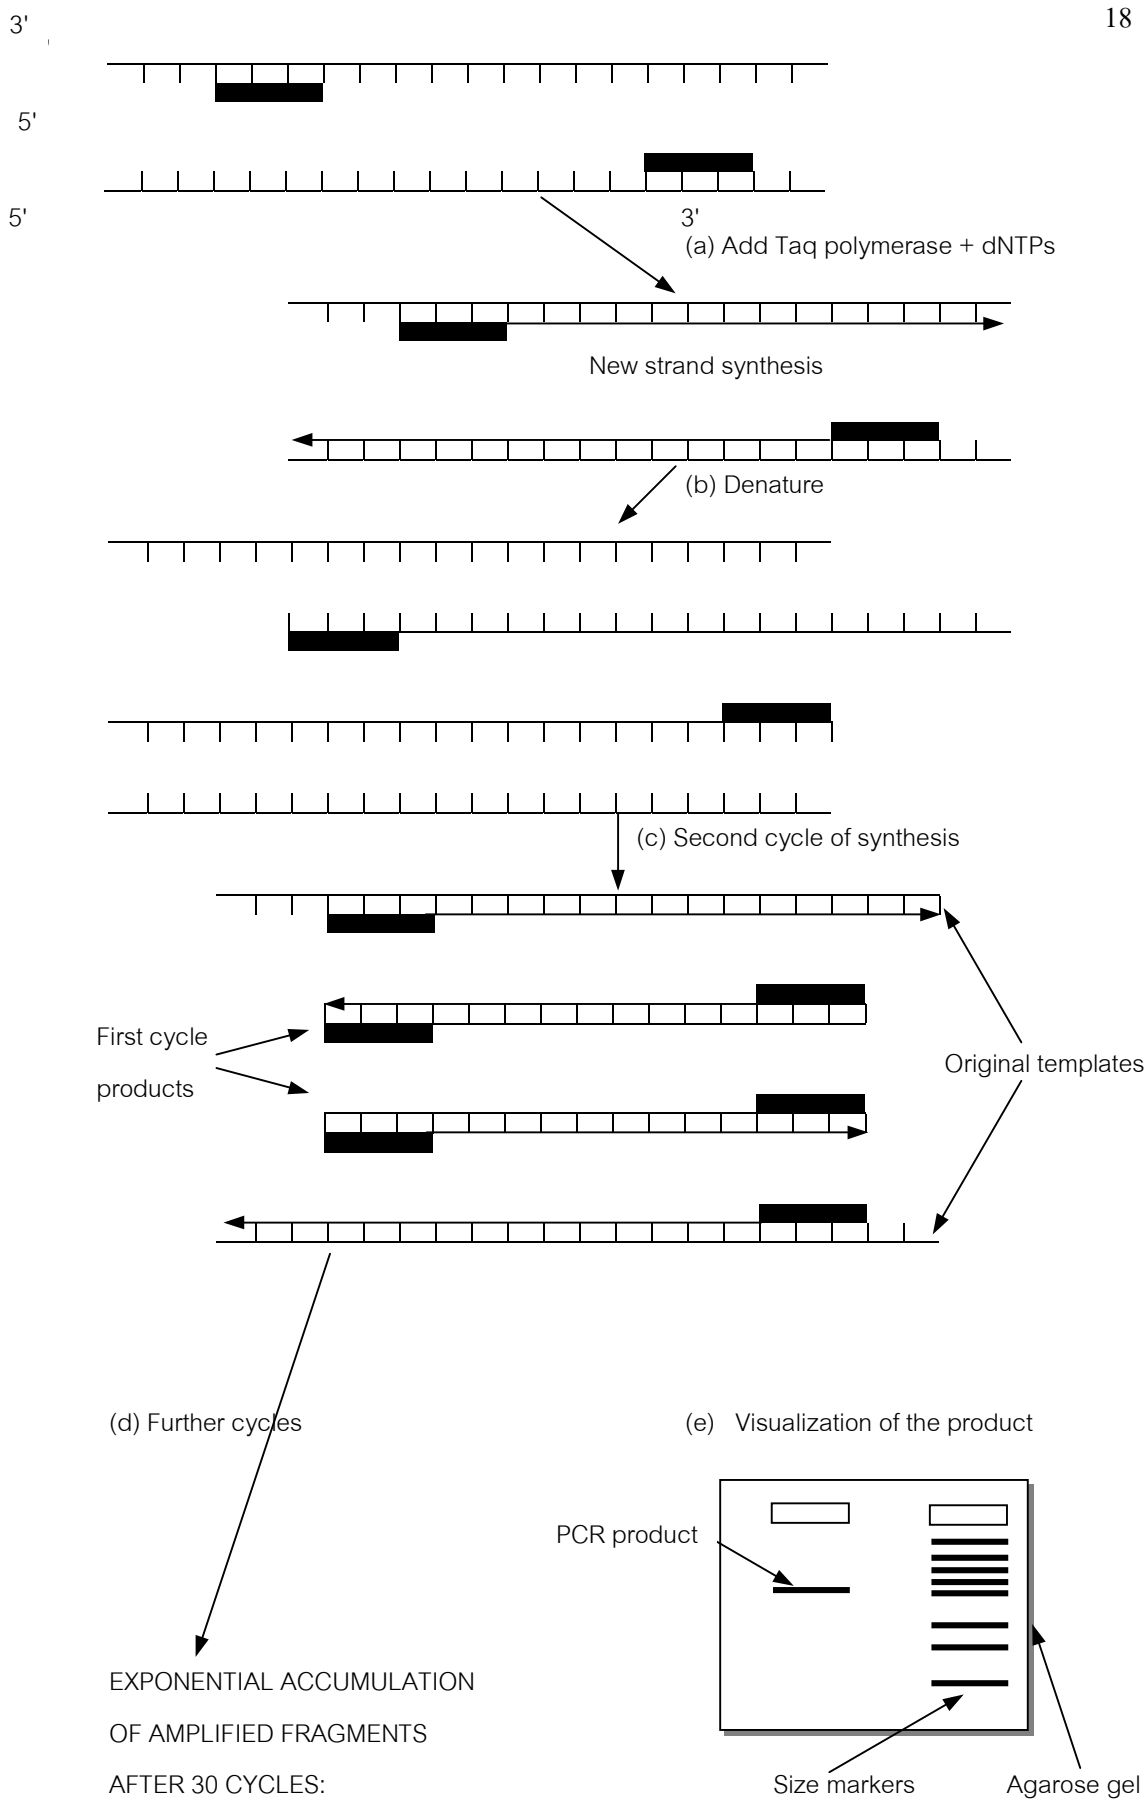 18
3'
5'
5'
3'
(a) Add Taq polymerase + dNTPs
New strand synthesis
(b) Denature
(c) Second cycle of synthesis
First cycle
products
Original templates
(d) Further cycles
(e) Visualization of the product
PCR product
EXPONENTIAL ACCUMULATION
OF AMPLIFIED FRAGMENTS
AFTER 30 CYCLES:
Size markers
Agarose gel